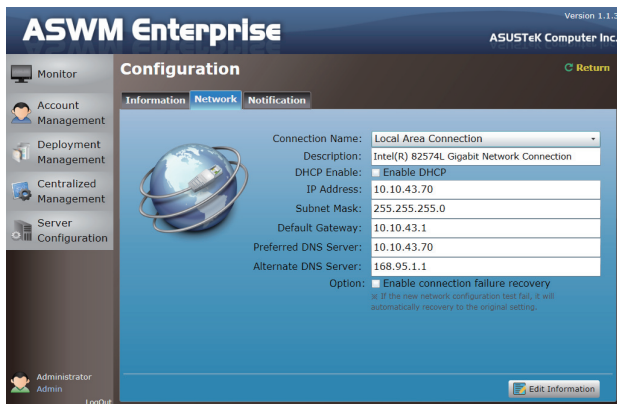 Version 1.1.3
ASWM Enterprise
ASUSTeK Computer Inc.
Monitor
Account
Management
Deployment
Management
Centralized
Management
Server
Configuration
Configuration
Return
Information Network Notification
Connection Name: Local Area Connection
Description: Intel(R) 82574L Gigabit Network Connection
DHCP Enable: Enable DHCP
IP Address: 10.10.43.70
Subnet Mask: 255.255.255.0
Default Gateway: 10.10.43.1
Preferred DNS Server: 10.10.43.70
Alternate DNS Server: 168.95.1.1
Option: Enable connection failure recovery
※ If the new network configuration test fail, it will
automatically recovery to the original setting.
Edit Information
Administrator
Admin
LogOut